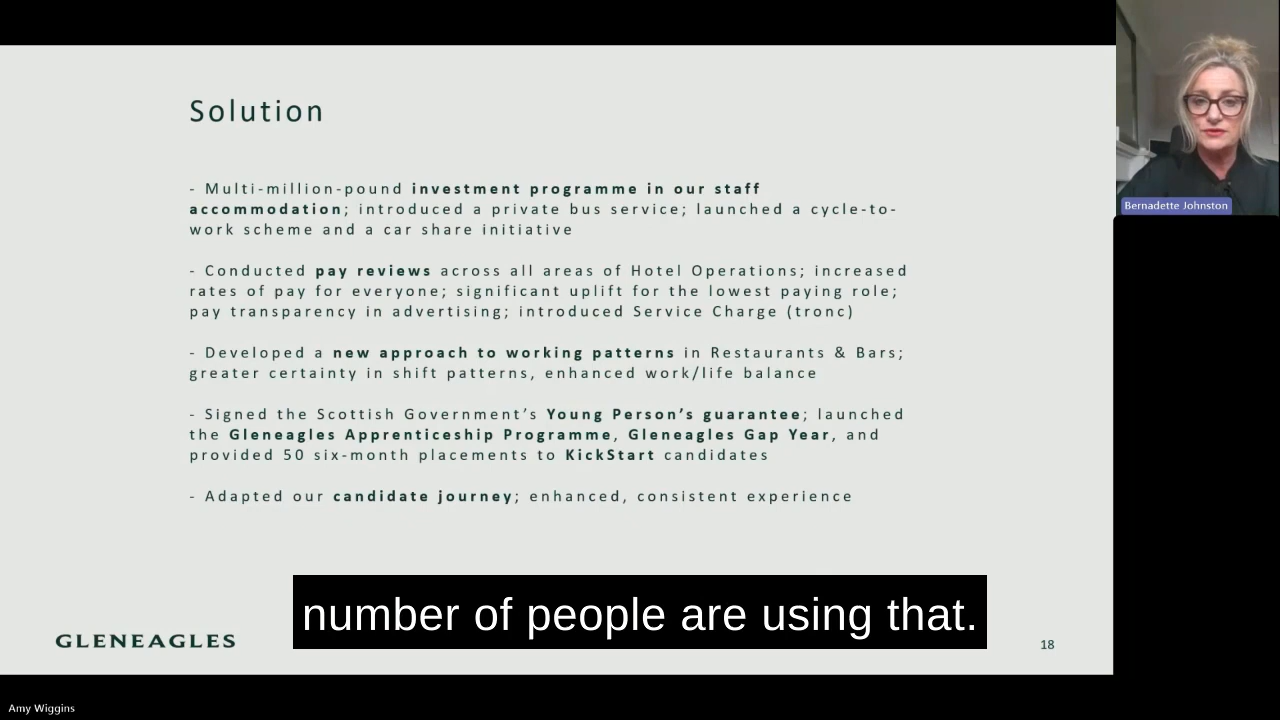 Solution
- Multi-million-pound investment programme in our staff
accommodation; introduced a private bus service; launched a cycle-to-
work scheme and a car share initiative
- Conducted pay reviews across all areas of Hotel Operations; increased
rates of pay for everyone; significant uplift for the lowest paying role;
pay transparency in advertising; introduced Service Charge (tronc)
- Developed a new approach to working patterns in Restaurants & Bars;
greater certainty in shift patterns, enhanced work/life balance
- Signed the Scottish Government’s Young Person’s guarantee; launched
the Gleneagles Apprenticeship Programme, Gleneagles Gap Year, and
provided 50 six-month placements to KickStart candidates
- Adapted our candidate journey; enhanced, consistent experience
number of people are using that.
GLENEAGLES
18
Bernadette Johnston
Amy Wiggins